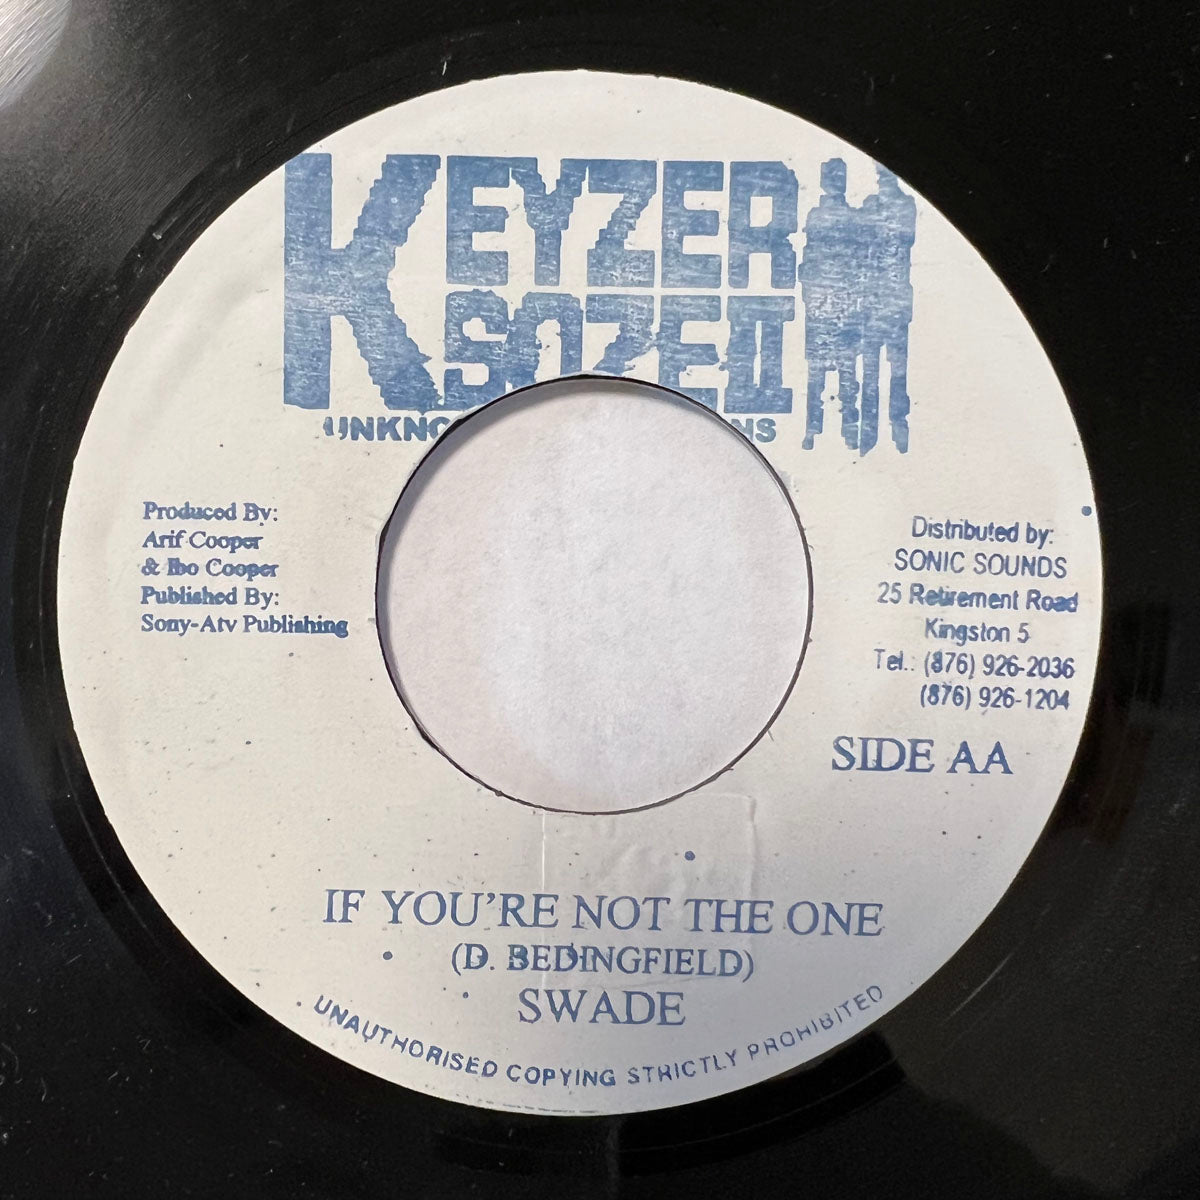 KEYZER
SOZE II
Produced By:
Arif Cooper
& Ibo Cooper
Published By:
Sony-Atv Publishing
Distributed by:
SONIC SOUNDS
25 Retirement Road
Kingston 5
Tel.: (876) 926-2036
(876) 926-1204
SIDE AA
IF YOU'RE NOT THE ONE
(D. BEDINGFIELD)
SWADE
UNAUTHORISED COPYING STRICTLY PROHIBITED